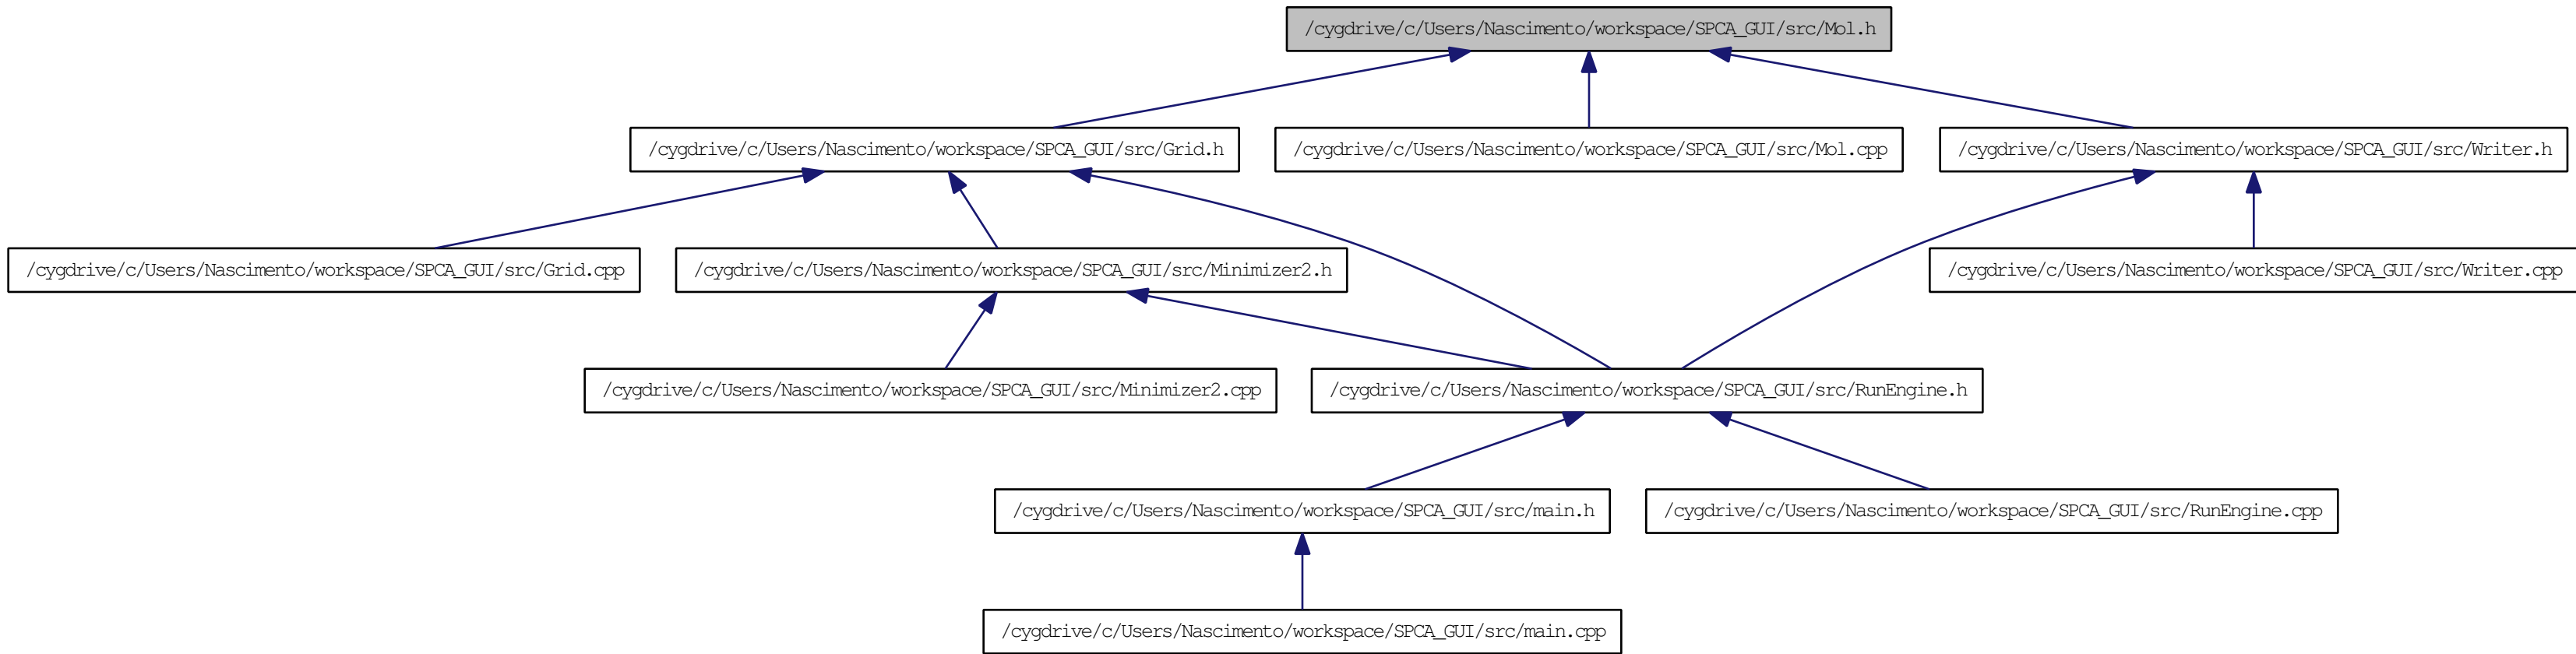 /cygdrive/c/Users/Nascimento/workspace/SPCA_GUI/src/Mol.h
/cygdrive/c/Users/Nascimento/workspace/SPCA_GUI/src/Grid.h
/cygdrive/c/Users/Nascimento/workspace/SPCA_GUI/src/Mol.cpp
/cygdrive/c/Users/Nascimento/workspace/SPCA_GUI/src/Writer.h
/cygdrive/c/Users/Nascimento/workspace/SPCA_GUI/src/Grid.cpp
/cygdrive/c/Users/Nascimento/workspace/SPCA_GUI/src/Minimizer2.h
/cygdrive/c/Users/Nascimento/workspace/SPCA_GUI/src/Writer.cpp
/cygdrive/c/Users/Nascimento/workspace/SPCA_GUI/src/Minimizer2.cpp
/cygdrive/c/Users/Nascimento/workspace/SPCA_GUI/src/RunEngine.h
/cygdrive/c/Users/Nascimento/workspace/SPCA_GUI/src/main.h
/cygdrive/c/Users/Nascimento/workspace/SPCA_GUI/src/RunEngine.cpp
/cygdrive/c/Users/Nascimento/workspace/SPCA_GUI/src/main.cpp